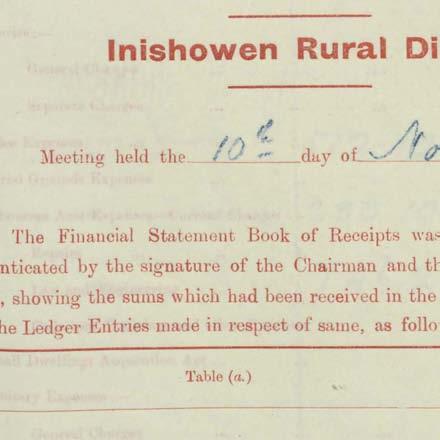 Inishowen Rural Di
Meeting held the 10th day of No
The Financial Statement Book of Receipts was
enticated by the signature of the Chairman and th
, showing the sums which had been received in the
he Ledger Entries made in respect of same, as follo
Table (a.)